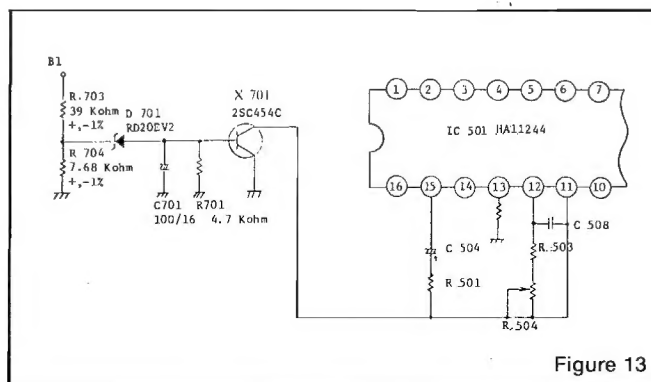 B1
R.703
39 Kohm
+,-1%
D 701
RD20EV2
X 701
2SC454C
R 704
7.68 Kohm
+,-1%
C701 R701
100/16 4.7 Kohm
1 2 3 4 5 6 7
IC 501 HA11244
16 15 14 13 12 11 10
C 508
C 504
R.503
R 501
R.504
Figure 13